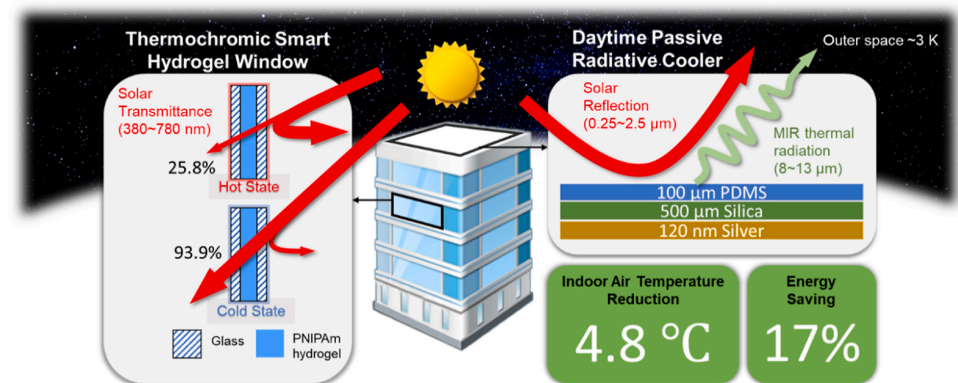 Thermochromic Smart
Hydrogel Window
Solar
Transmittance
(380~780 nm)
25.8%
Hot State
93.9%
Cold State
Glass
PNIPAm
hydrogel
Daytime Passive
Radiative Cooler
Outer space ~3 K
Solar
Reflection
(0.25~2.5 µm)
MIR thermal
radiation
(8~13 µm)
100 µm PDMS
500 µm Silica
120 nm Silver
Indoor Air Temperature
Reduction
4.8 ℃
Energy
Saving
17%